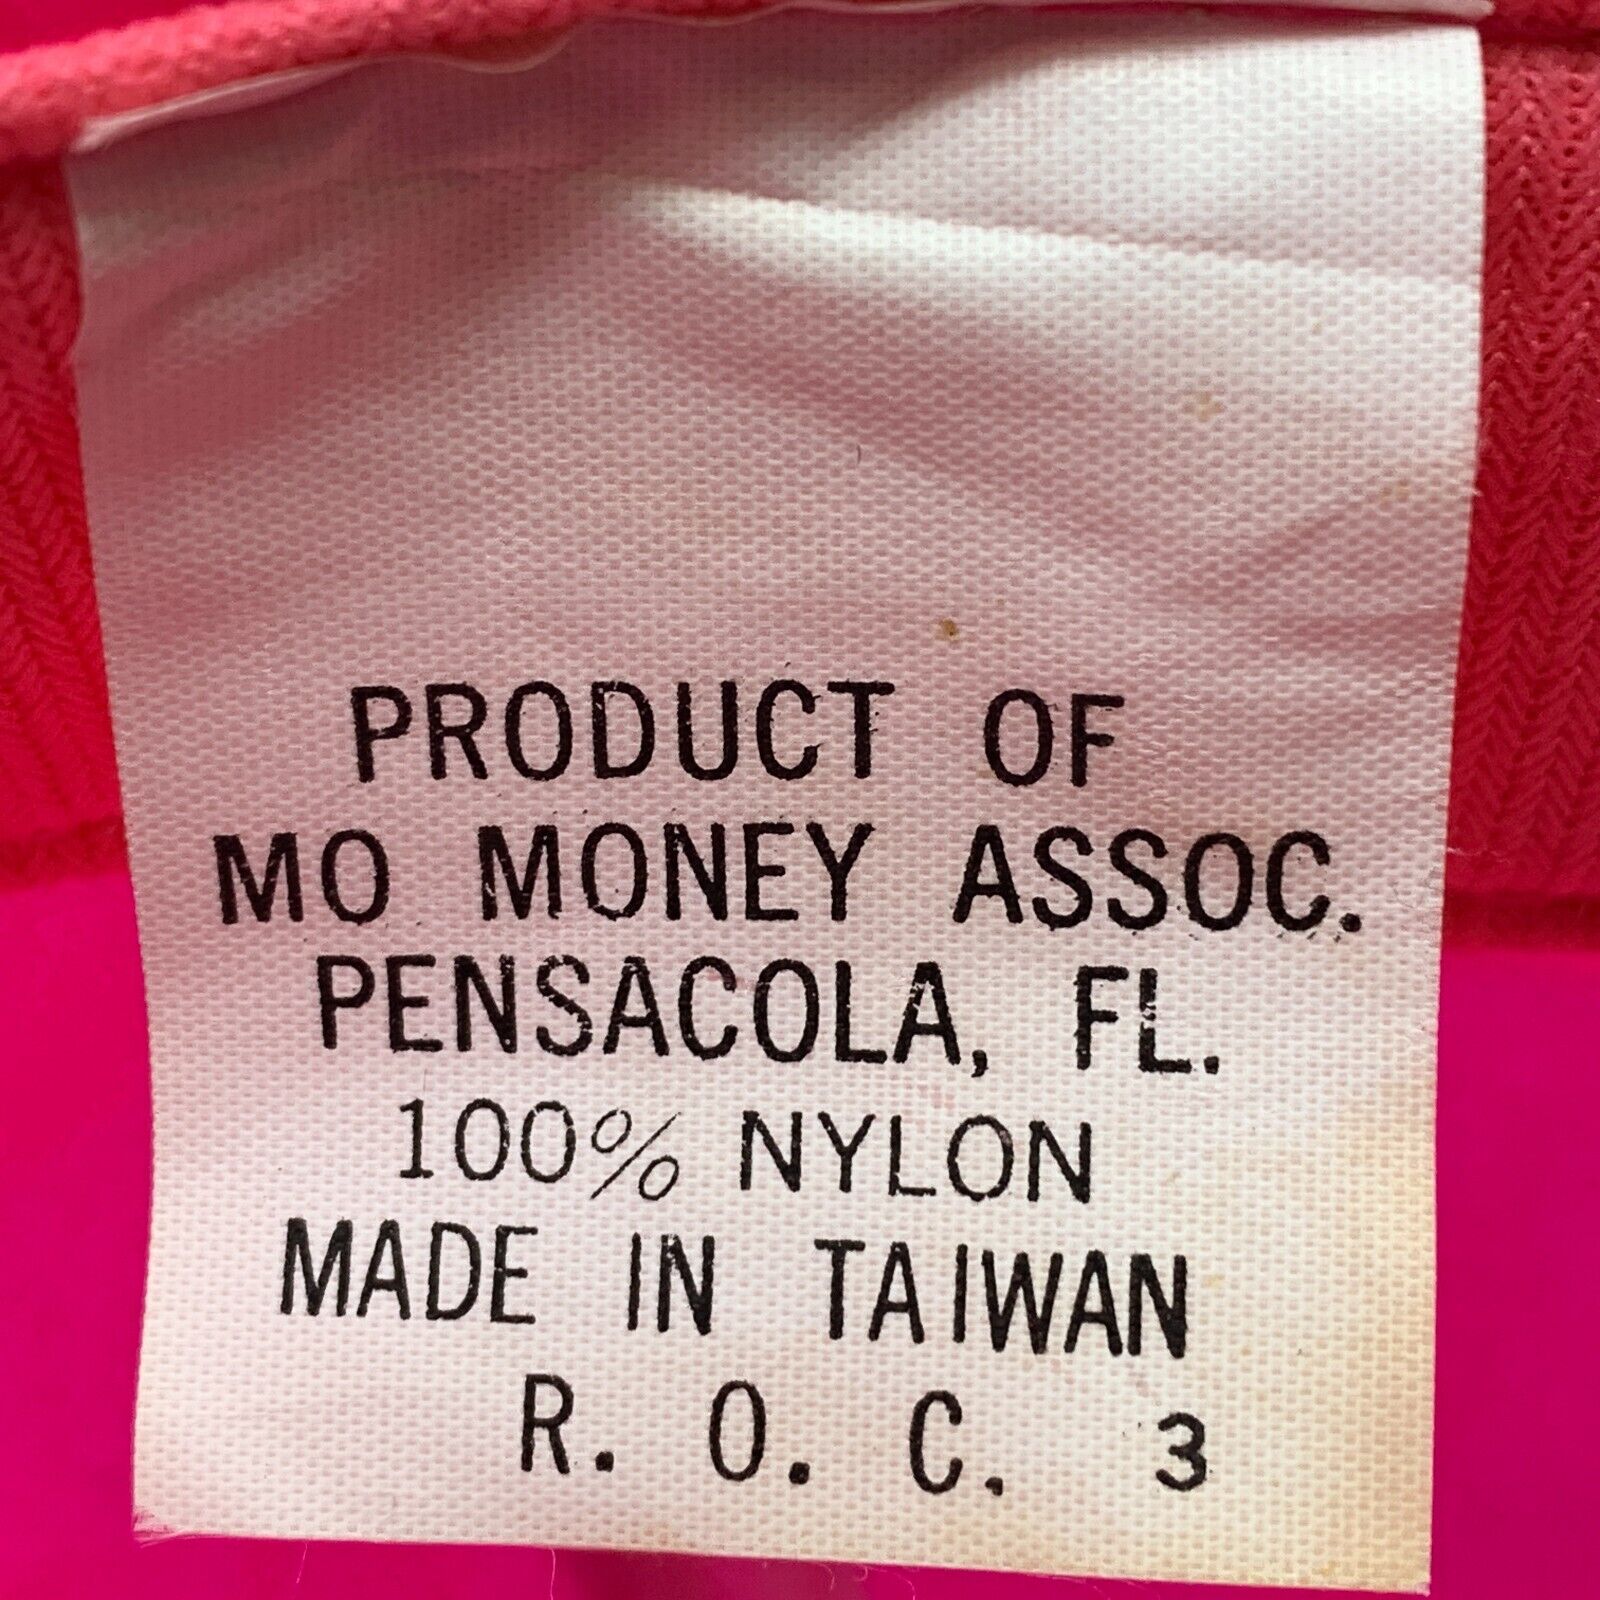 PRODUCT OF
MO MONEY ASSOC.
PENSACOLA, FL.
100% NYLON
MADE IN TAIWAN
R. O. C. 3